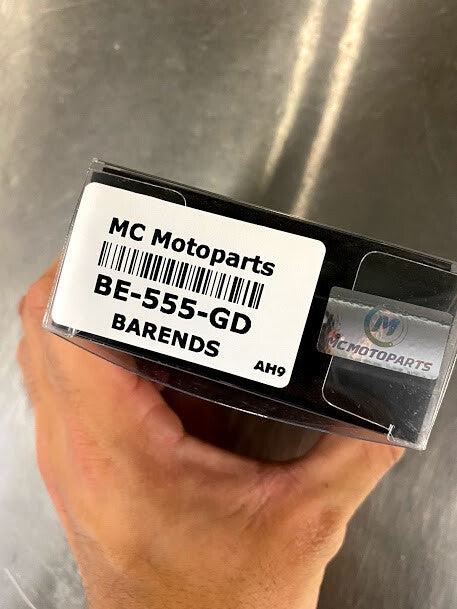 MC Motoparts
BE-555-GD
BARENDS
AH9
M
MCMOTOPARTS